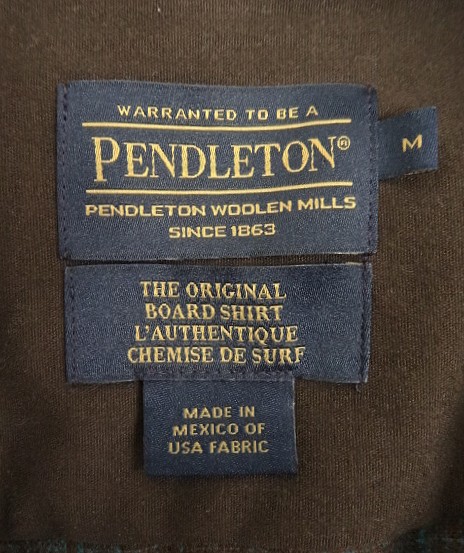 WARRANTED TO BE A
PENDLETON®
M
PENDLETON WOOLEN MILLS
SINCE 1863
THE ORIGINAL
BOARD SHIRT
L'AUTHENTIQUE
CHEMISE DE SURF
MADE IN
MEXICO OF
USA FABRIC